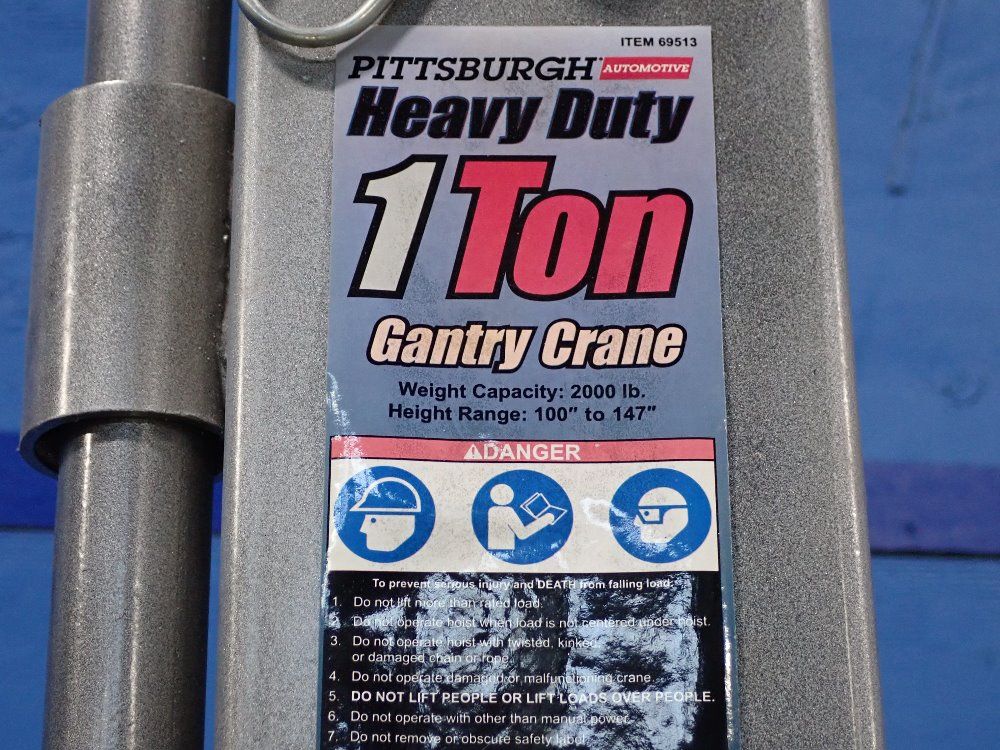 ITEM 69513
PITTSBURGH AUTOMOTIVE
Heavy Duty
1 Ton
Gantry Crane
Weight Capacity: 2000 lb.
Height Range: 100" to 147"
⚠DANGER
To prevent serious injury and DEATH from falling load:
1. Do not lift more than rated load.
2. Do not operate hoist when load is not centered under hoist.
3. Do not operate hoist with twisted, kinked,
or damaged chain or rope.
4. Do not operate damaged or malfunctioning crane.
5. DO NOT LIFT PEOPLE OR LIFT LOADS OVER PEOPLE.
6. Do not operate with other than manual power.
7. Do not remove or obscure safety label.